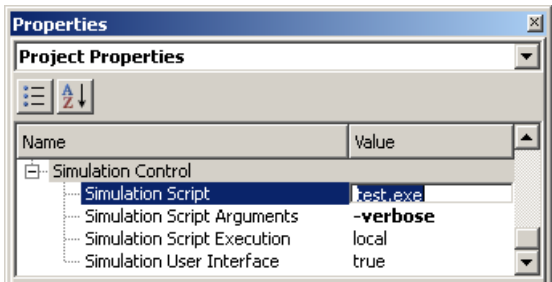 Properties
Project Properties
Name Value
Simulation Control
Simulation Script test.exe
Simulation Script Arguments -verbose
Simulation Script Execution local
Simulation User Interface true